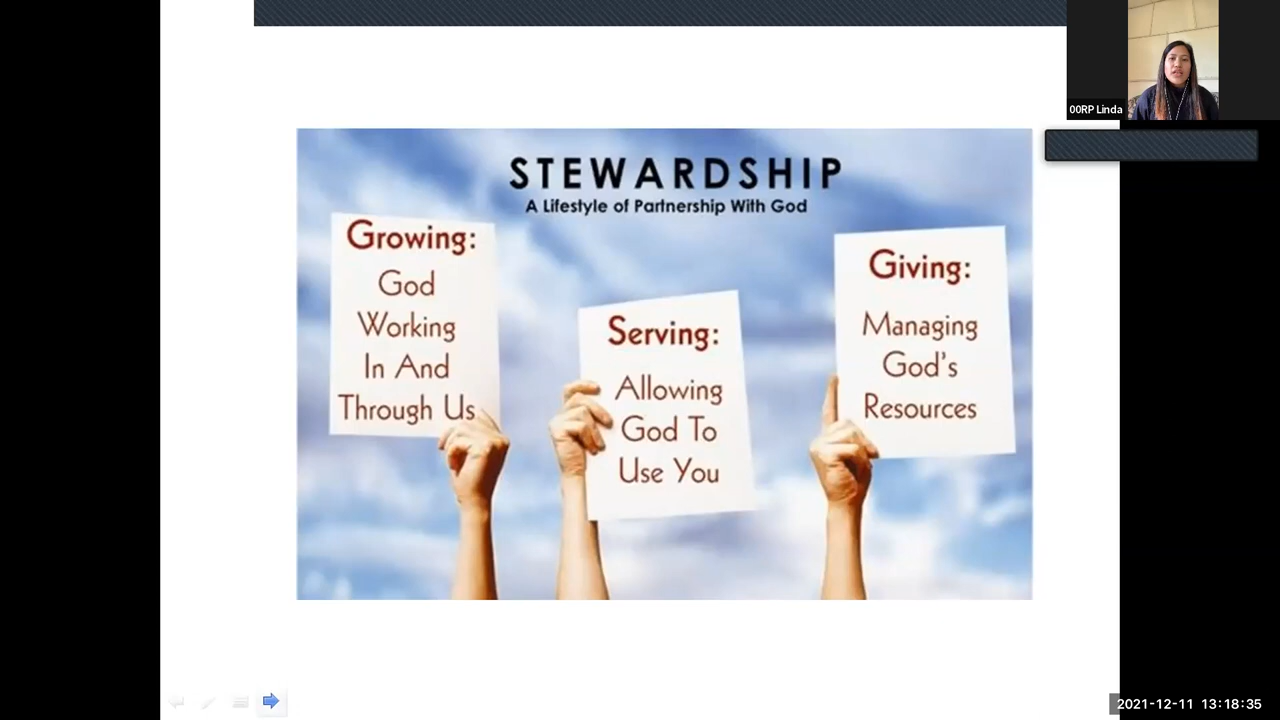 STEWARDSHIP
A Lifestyle of Partnership With God
Growing:
God
Working
In And
Through Us
Serving:
Allowing
God To
Use You
Giving:
Managing
God's
Resources
00RP Linda
2021-12-11 13:18:35